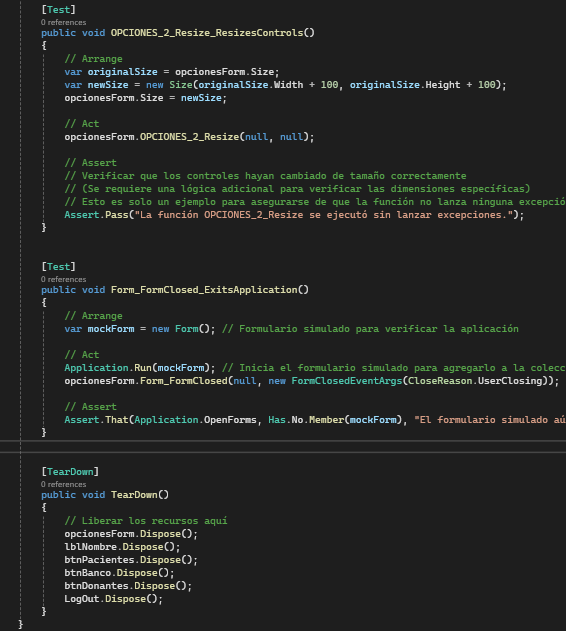 [Test]
0 references
public void OPCIONES_2_Resize_ResizesControls()
{
// Arrange
var originalSize = opcionesForm.Size;
var newSize = new Size(originalSize.Width + 100, originalSize.Height + 100);
opcionesForm.Size = newSize;
// Act
opcionesForm.OPCIONES_2_Resize(null, null);
// Assert
// Verificar que los controles hayan cambiado de tamaño correctamente
// (Se requiere una lógica adicional para verificar las dimensiones específicas)
// Esto es solo un ejemplo para asegurarse de que la función no lanza ninguna excepció
Assert.Pass("La función OPCIONES_2_Resize se ejecutó sin lanzar excepciones.");
}
[Test]
0 references
public void Form_FormClosed_ExitsApplication()
{
// Arrange
var mockForm = new Form(); // Formulario simulado para verificar la aplicación
// Act
Application.Run(mockForm); // Inicia el formulario simulado para agregarlo a la colecc
opcionesForm.Form_FormClosed(null, new FormClosedEventArgs(CloseReason.UserClosing));
// Assert
Assert.That(Application.OpenForms, Has.No.Member(mockForm), "El formulario simulado aú
}
[TearDown]
0 references
public void TearDown()
{
// Liberar los recursos aquí
opcionesForm.Dispose();
lblNombre.Dispose();
btnPacientes.Dispose();
btnBanco.Dispose();
btnDonantes.Dispose();
LogOut.Dispose();
}
}